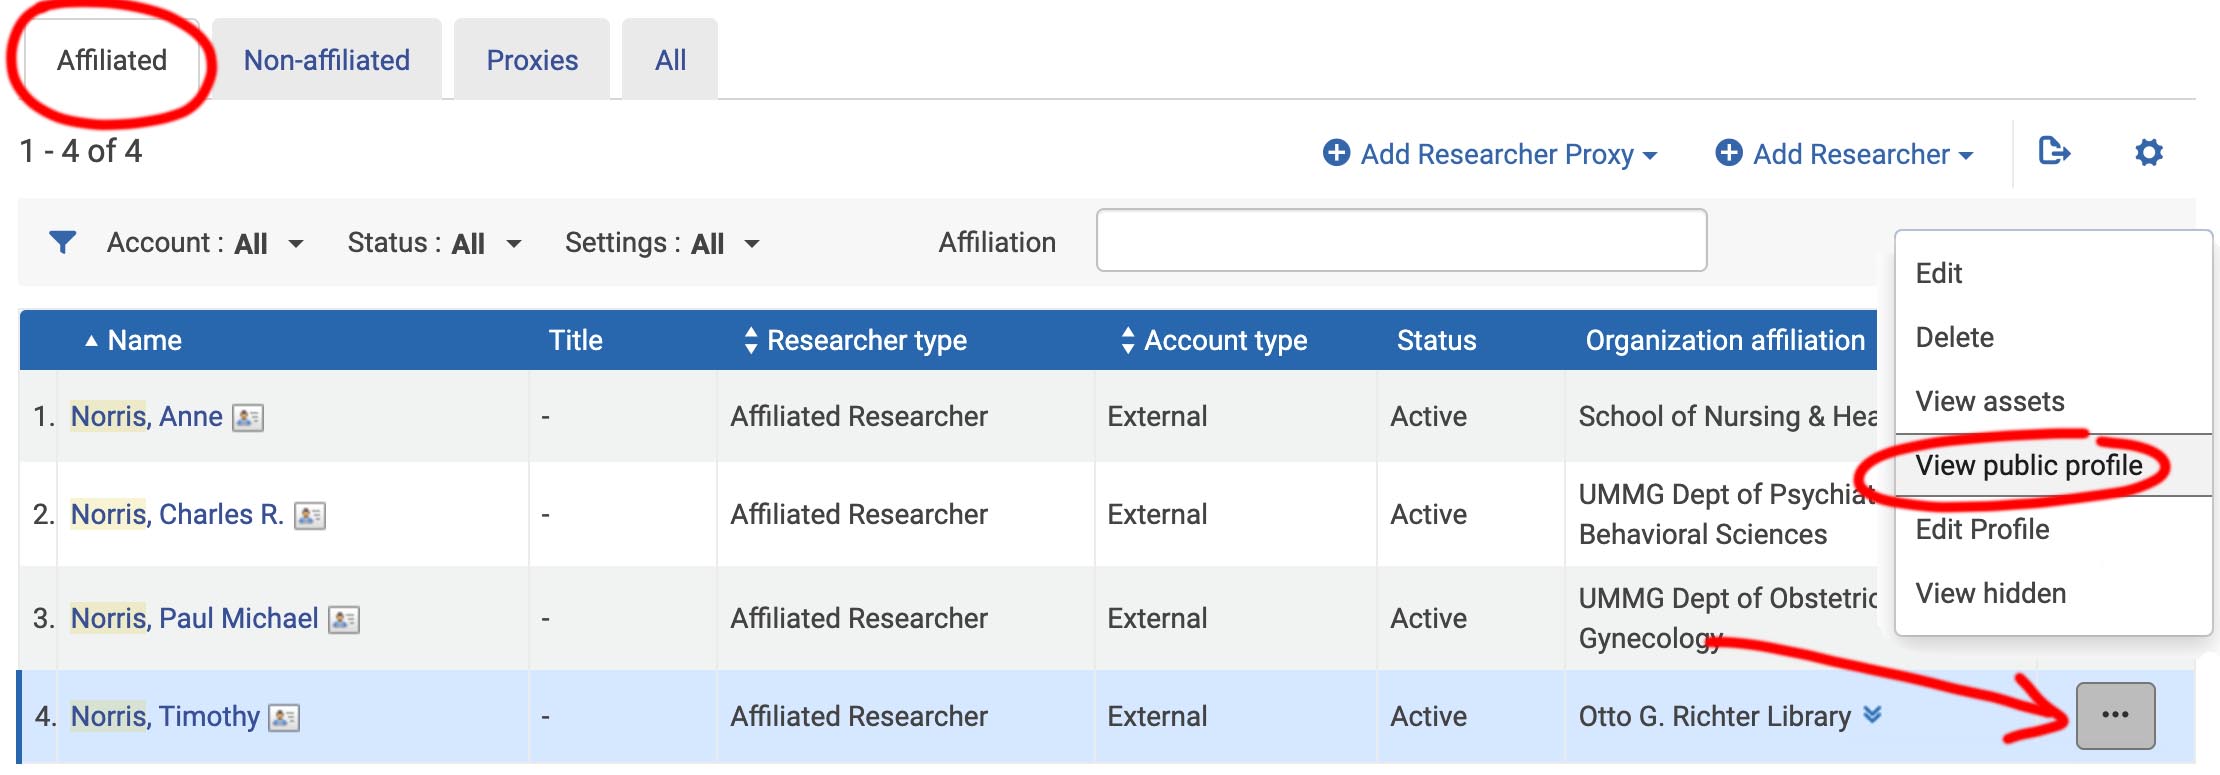 Affiliated Non-affiliated Proxies All
1 - 4 of 4 Add Researcher Proxy Add Researcher
Account : All Status : All Settings : All Affiliation
Edit
Delete
View assets
View public profile
Edit Profile
View hidden
Name Title Researcher type Account type Status Organization affiliation
1. Norris, Anne - Affiliated Researcher External Active School of Nursing &
2. Norris, Charles R. - Affiliated Researcher External Active UMMG Dept of
Behavioral Sciences
3. Norris, Paul Michael - Affiliated Researcher External Active UMMG Dept of
Gynecology
4. Norris, Timothy - Affiliated Researcher External Active Otto G. Richter Library ...